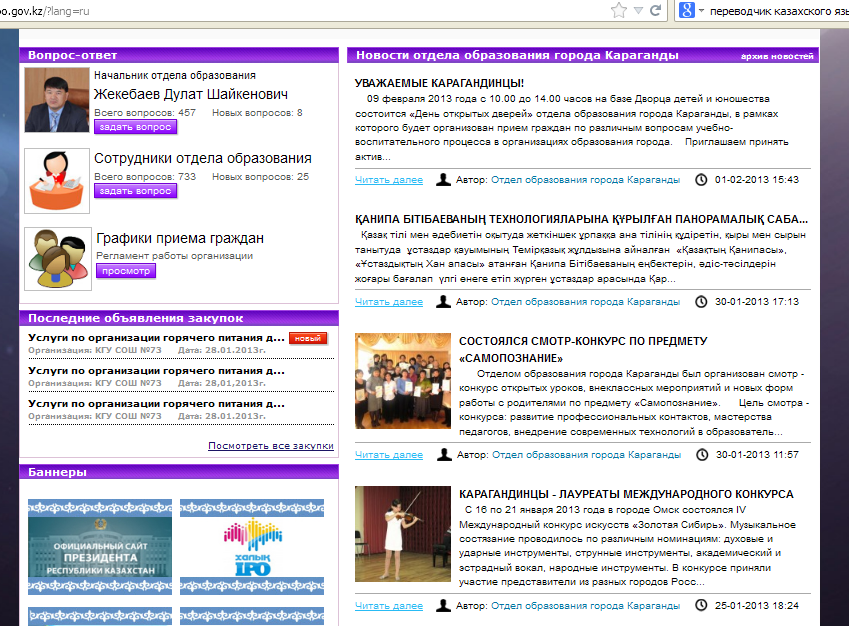 oo.gov.kz/?lang=ru
переводчик казахского язы
Вопрос-ответ
Начальник отдела образования
Жекебаев Дулат Шайкенович
Всего вопросов: 457 Новых вопросов: 8
задать вопрос
Сотрудники отдела образования
Всего вопросов: 733 Новых вопросов: 25
задать вопрос
Графики приема граждан
Регламент работы организации
просмотр
Последние объявления закупок
Услуги по организации горячего питания д... новый
Организация: КГУ СОШ №73 Дата: 28.01.2013г.
Услуги по организации горячего питания д...
Организация: КГУ СОШ №73 Дата: 28,01,2013г.
Услуги по организации горячего питания д...
Организация: КГУ СОШ №73 Дата: 28.01.2013г.
Посмотреть все закупки
Баннеры
ОФИЦИАЛЬНЫЙ САЙТ
ПРЕЗИДЕНТА
РЕСПУБЛИКИ КАЗАХСТАН
халық
IPO
Новости отдела образования города Караганды архив новостей
УВАЖАЕМЫЕ КАРАГАНДИНЦЫ!
09 февраля 2013 года с 10.00 до 14.00 часов на базе Дворца детей и юношества
состоится «День открытых дверей» отдела образования города Караганды, в рамках
которого будет организован прием граждан по различным вопросам учебно-
воспитательного процесса в организациях образования города. Приглашаем принять
актив...
Читать далее Автор: Отдел образования города Караганды 01-02-2013 15:43
ҚАНИПА БІТІБАЕВАНЫҢ ТЕХНОЛОГИЯЛАРЫНА ҚҰРЫЛҒАН ПАНОРАМАЛЫҚ САБА...
Қазақ тілі мен әдебиетін оқытуда жеткіншек ұрпаққа ана тілінің құдіретін, қыры мен сырын
танытуда ұстаздар қауымының Темірқазық жұлдызына айналған «Қазақтың Қанипасы»,
«Ұстаздықтың Хан апасы» атанған Қанипа Бітібаеваның еңбектерін, әдіс-тәсілдерін
жоғары бағалап үлгі өнеге етіп жүрген ұстаздар арасында Қар...
Читать далее Автор: Отдел образования города Караганды 30-01-2013 17:13
СОСТОЯЛСЯ СМОТР-КОНКУРС ПО ПРЕДМЕТУ
«САМОПОЗНАНИЕ»
Отделом образования города Караганды был организован смотр -
конкурс открытых уроков, внеклассных мероприятий и новых форм
работы с родителями по предмету «Самопознание». Цель смотра -
конкурса: развитие профессиональных контактов, мастерства
педагогов, внедрение современных технологий в образователь...
Читать далее Автор: Отдел образования города Караганды 30-01-2013 11:57
КАРАГАНДИНЦЫ - ЛАУРЕАТЫ МЕЖДУНАРОДНОГО КОНКУРСА
С 16 по 21 января 2013 года в городе Омск состоялся IV
Международный конкурс искусств «Золотая Сибирь». Музыкальное
состязание проводилось по различным номинациям: духовые и
ударные инструменты, струнные инструменты, академический и
эстрадный вокал, народные инструменты. В конкурсе приняли
участие представители из разных городов Росс...
Читать далее Автор: Отдел образования города Караганды 25-01-2013 18:24